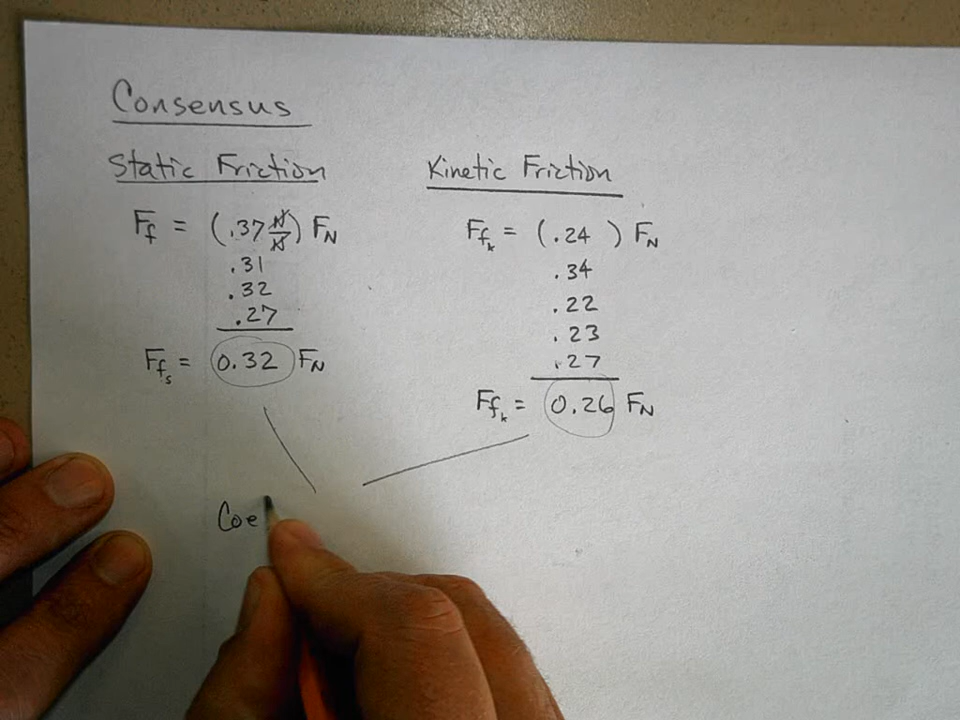 Consensus
Static Friction
Ff = (.37 N/N) FN
.31
.32
.27
Ffs = 0.32 FN
Kinetic Friction
Ffk = (.24 ) FN
.34
.22
.23
.27
Ffk = 0.26 FN
Coe